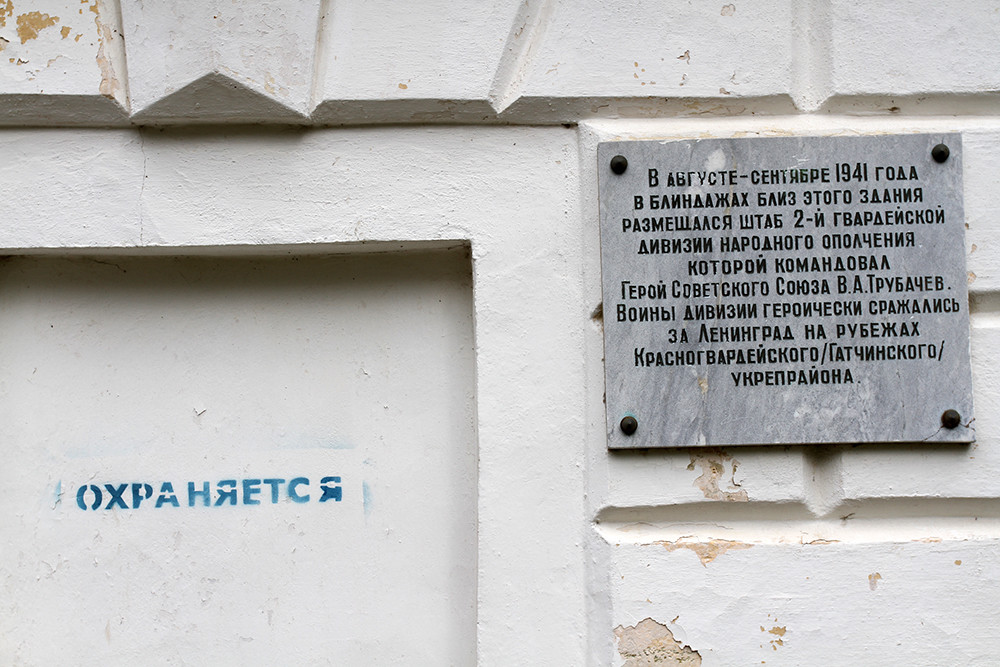 В августе-сентябре 1941 года
в блиндажах близ этого здания
размещался штаб 2-й гвардейской
дивизии народного ополчения
которой командовал
Герой Советского Союза В.А.Трубачев.
Воины дивизии героически сражались
за Ленинград на рубежах
Красногвардейского/Гатчинского/
укрепрайона.
ОХРАНЯЕТСЯ